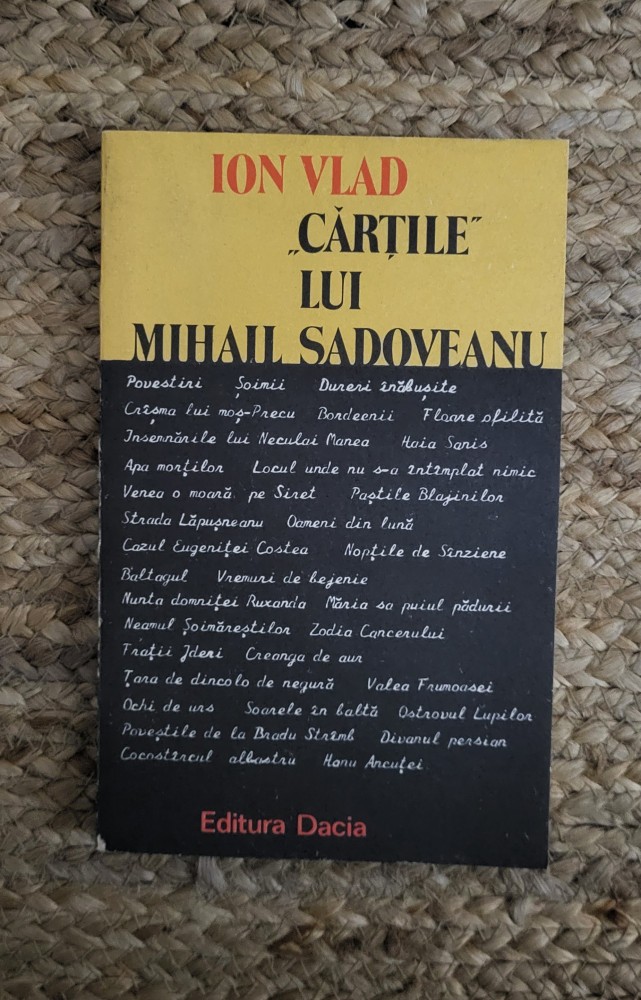 ION VLAD
„CĂRȚILE”
LUI
MIHAIL SADOVEANU
Povestiri Șoimii Dureri înăbușite
Crîșma lui moș-Precu Bordeenii Floare ofilită
Însemnările lui Neculai Manea Haia Sanis
Apa morților Locul unde nu s-a întîmplat nimic
Venea o moară pe Siret Paștile Blajinilor
Strada Lăpușneanu Oameni din lună
Cazul Eugeniței Costea Nopțile de Sînziene
Baltagul Vremuri de bejenie
Nunta domniței Ruxanda Măria sa puiul pădurii
Neamul Șoimăreștilor Zodia Cancerului
Frații Jderi Creanga de aur
Țara de dincolo de negură Valea Frumoasei
Ochi de urs Soarele în baltă Ostrovul Lupilor
Poveștile de la Bradu Strîmb Divanul persian
Cocostîrcul albastru Hanu Ancuței
Editura Dacia